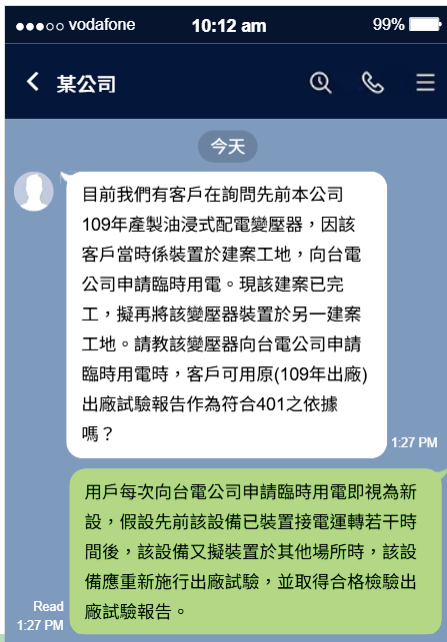 vodafone 10:12 am 99%
某公司
今天
目前我們有客戶在詢問先前本公司
109年產製油浸式配電變壓器，因該
客戶當時係裝置於建案工地，向台電
公司申請臨時用電。現該建案已完
工，擬再將該變壓器裝置於另一建案
工地。請教該變壓器向台電公司申請
臨時用電時，客戶可用原(109年出廠)
出廠試驗報告作為符合401之依據
嗎？
1:27 PM
用戶每次向台電公司申請臨時用電即視為新
設，假設先前該設備已裝置接電運轉若干時
間後，該設備又擬裝置於其他場所時，該設
備應重新施行出廠試驗，並取得合格檢驗出
廠試驗報告。
Read
1:27 PM